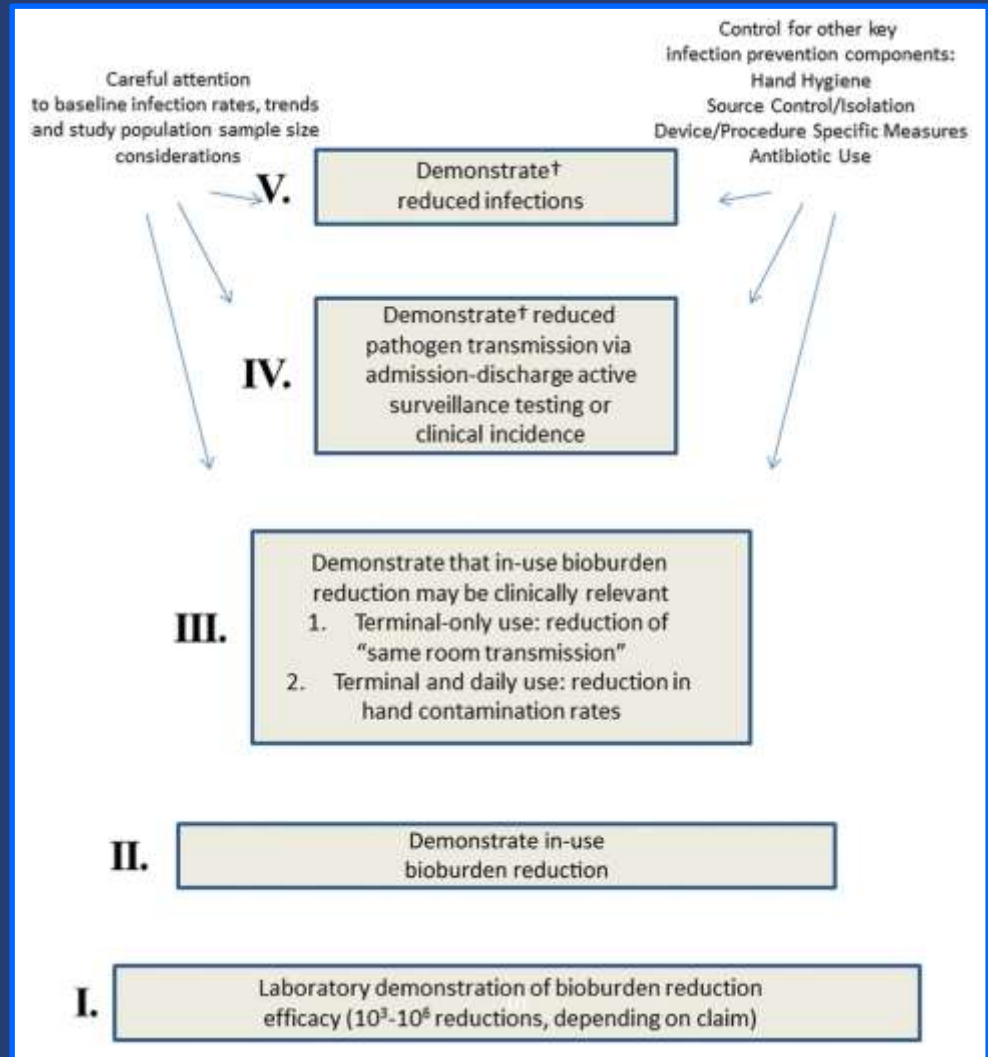 Careful attention
to baseline infection rates, trends
and study population sample size
considerations
Control for other key
infection prevention components:
Hand Hygiene
Source Control/Isolation
Device/Procedure Specific Measures
Antibiotic Use
V.
Demonstrate†
reduced infections
IV.
Demonstrate† reduced
pathogen transmission via
admission-discharge active
surveillance testing or
clinical incidence
III.
Demonstrate that in-use bioburden
reduction may be clinically relevant
1. Terminal-only use: reduction of
“same room transmission”
2. Terminal and daily use: reduction in
hand contamination rates
II.
Demonstrate in-use
bioburden reduction
I.
Laboratory demonstration of bioburden reduction
efficacy (10³-10⁶ reductions, depending on claim)